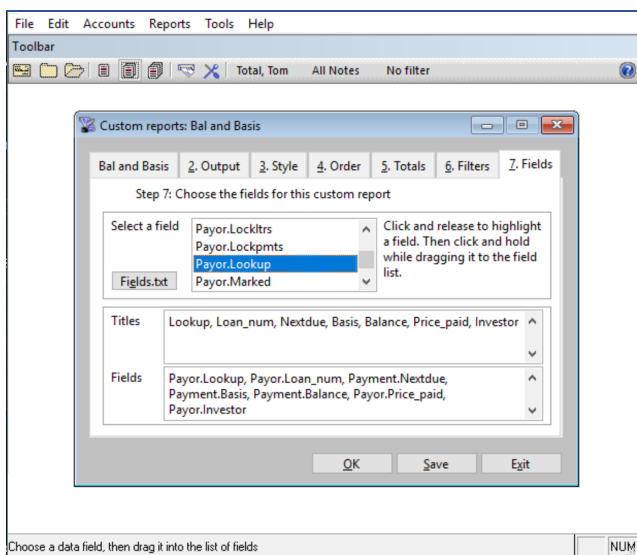 File Edit Accounts Reports Tools Help
Toolbar
Total, Tom All Notes No filter
Custom reports: Bal and Basis
Bal and Basis 2. Output 3. Style 4. Order 5. Totals 6. Filters 7. Fields
Step 7: Choose the fields for this custom report
Select a field
Fields.txt
Payor.Lockltrs
Payor.Lockpmts
Payor.Lookup
Payor.Marked
Click and release to highlight
a field. Then click and hold
while dragging it to the field
list.
Titles
Lookup, Loan_num, Nextdue, Basis, Balance, Price_paid, Investor
Fields
Payor.Lookup, Payor.Loan_num, Payment.Nextdue,
Payment.Basis, Payment.Balance, Payor.Price_paid,
Payor.Investor
OK Save Exit
Choose a data field, then drag it into the list of fields
NUM